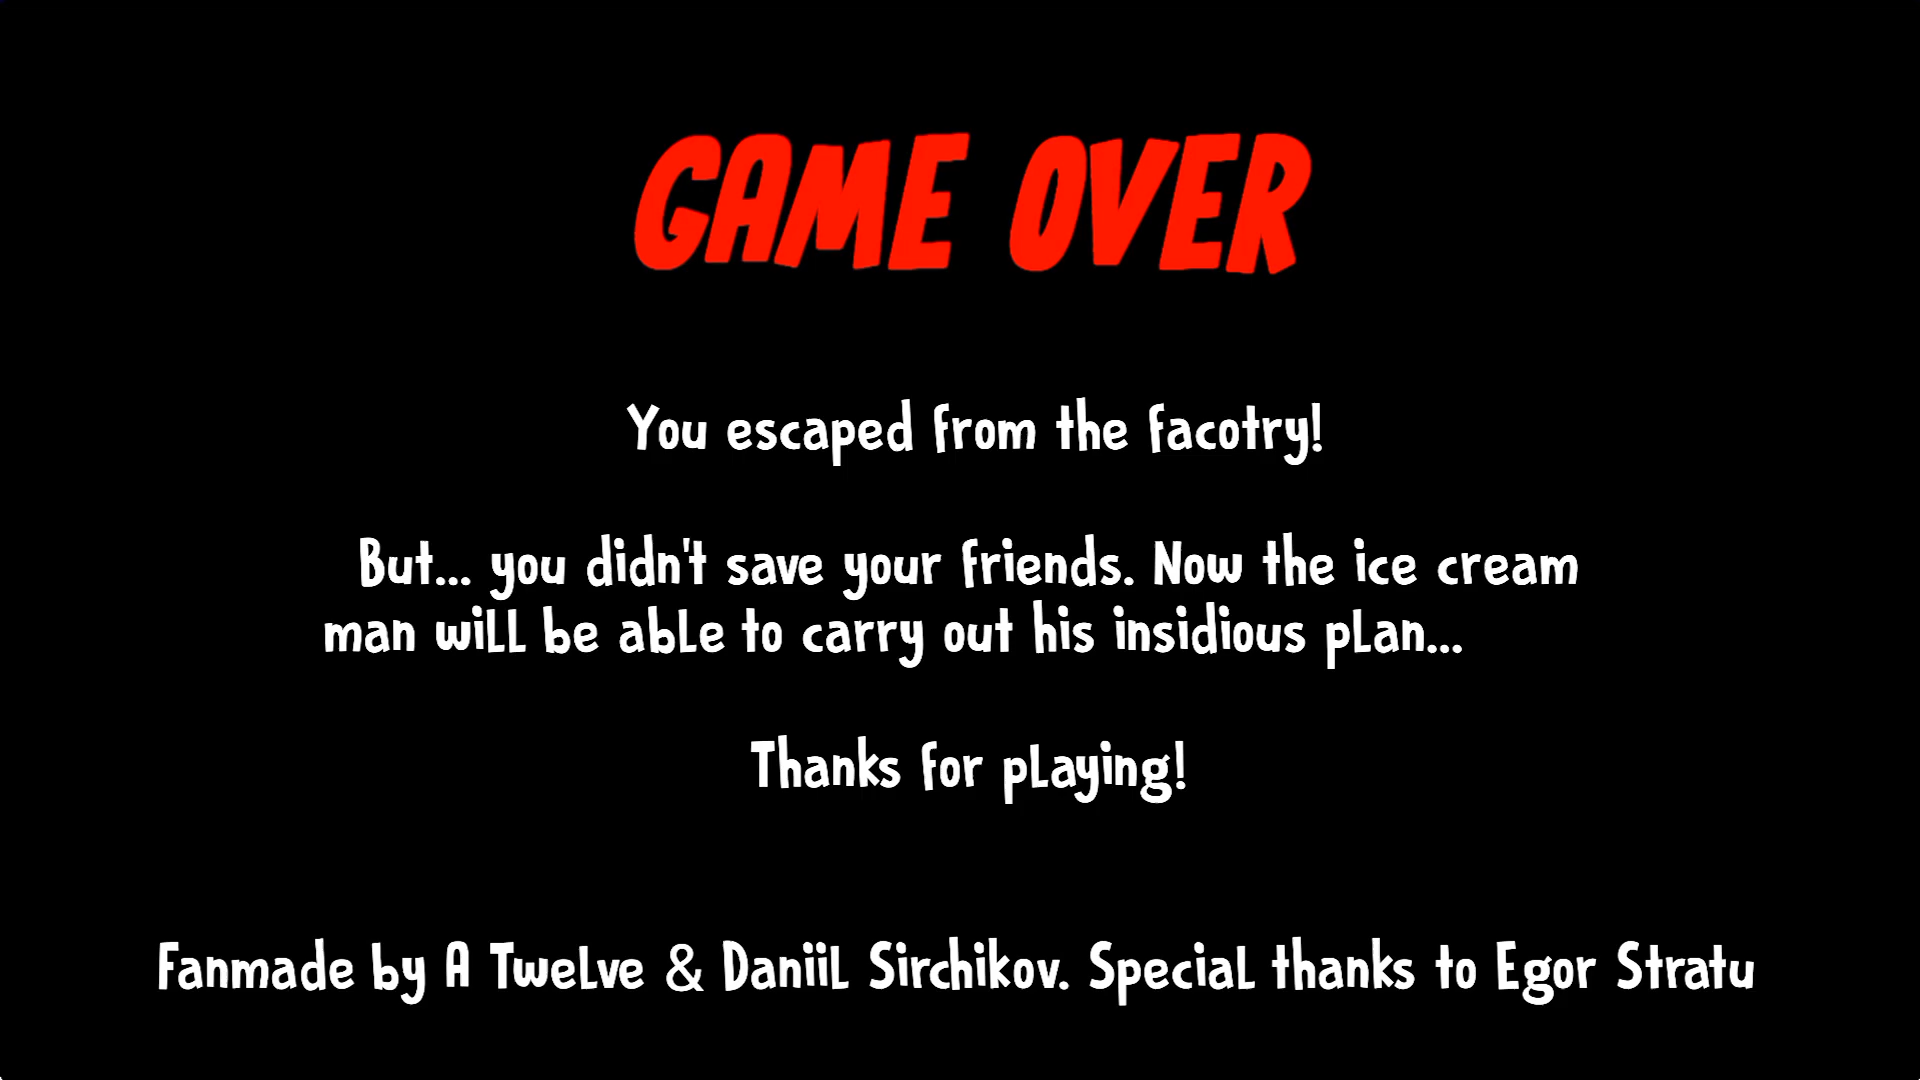 GAME OVER
You escaped from the facotry!
But... you didn't save your friends. Now the ice cream
man will be able to carry out his insidious plan...
Thanks for playing!
Fanmade by A Twelve & Daniil Sirchikov. Special thanks to Egor Stratu